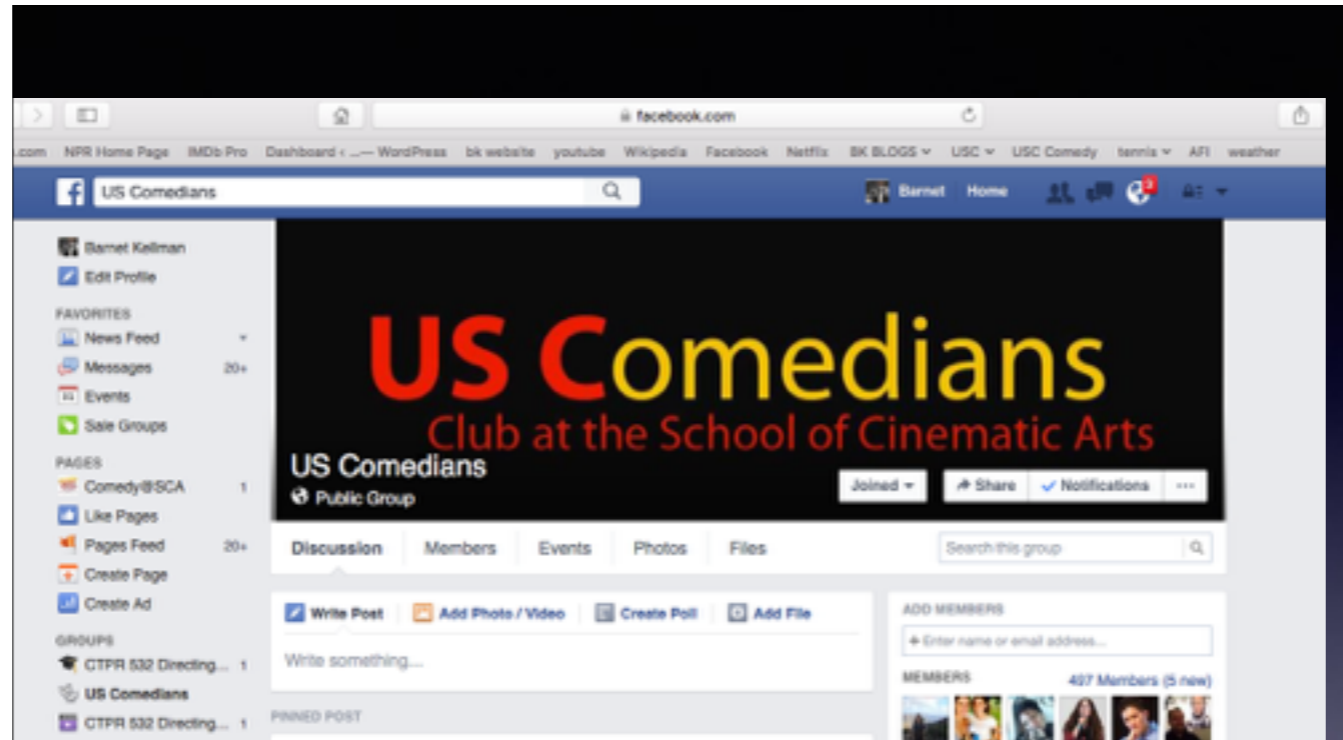 facebook.com
.com NPR Home Page IMDb Pro Dashboard ‹ ...— WordPress bk website youtube Wikipedia Facebook Netflix BK BLOGS USC USC Comedy tennis AFI weather
US Comedians Barnet Home 3
Barnet Kellman
Edit Profile
FAVORITES
News Feed
Messages 20+
Events
Sale Groups
PAGES
Comedy@SCA 1
Like Pages
Pages Feed 20+
Create Page
Create Ad
GROUPS
CTPR 532 Directing... 1
US Comedians
CTPR 532 Directing... 1
US Comedians
Club at the School of Cinematic Arts
US Comedians
Public Group
Joined Share Notifications ...
Discussion Members Events Photos Files Search this group
Write Post Add Photo / Video Create Poll Add File
Write something...
PINNED POST
ADD MEMBERS
+ Enter name or email address...
MEMBERS 497 Members (5 new)